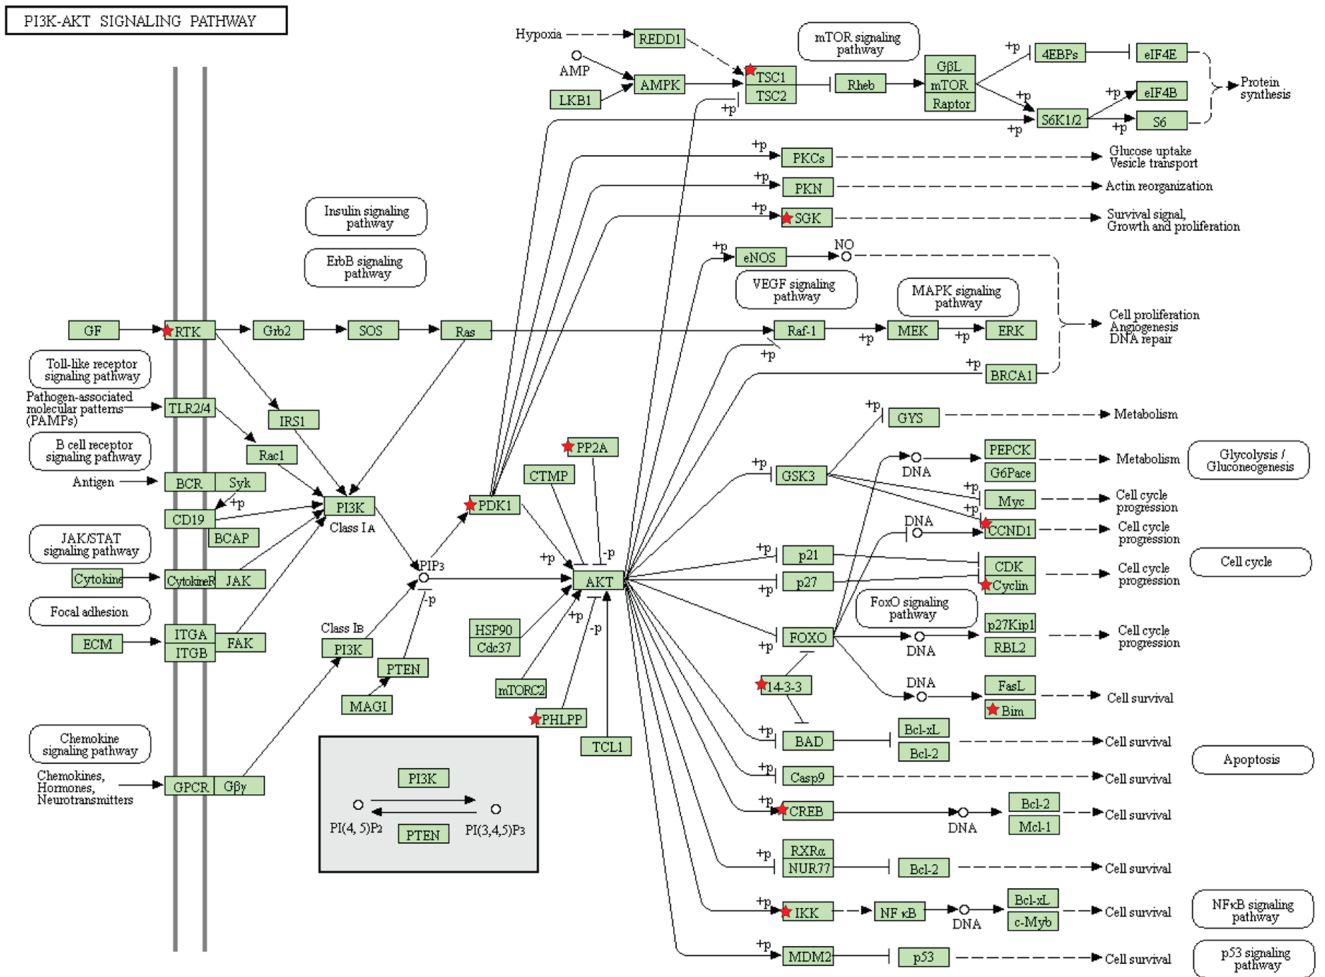 PI3K-AKT SIGNALING PATHWAY
Hypoxia
REDD1
mTOR signaling
pathway
AMP
LKB1
AMPK
TSC1
TSC2
+p
Rheb
GβL
mTOR
Raptor
+p
4EBPs
eIF4E
+p
S6K1/2
+p
+p
eIF4B
+p
S6
Protein
synthesis
+p
PKCs
Glucose uptake
Vesicle transport
+p
PKN
Actin reorganization
+p
SGK
Survival signal,
Growth and proliferation
Insulin signaling
pathway
ErbB signaling
pathway
+p
eNOS
NO
VEGF signaling
pathway
MAPK signaling
pathway
GF
RTK
Grb2
SOS
Ras
Raf-1
+p
+p
MEK
+p
ERK
Cell proliferation
Angiogenesis
DNA repair
+p
BRCA1
Toll-like receptor
signaling pathway
Pathogen-associated
molecular patterns
(PAMPs)
TLR2/4
IRS1
Rac1
B cell receptor
signaling pathway
Antigen
BCR
Syk
+p
CD19
BCAP
PI3K
Class IA
PDK1
CTMP
PP2A
+p
-p
+p
GYS
Metabolism
+p
GSK3
DNA
PEPCK
G6Pace
Metabolism
Glycolysis /
Gluconeogenesis
+p
Myc
Cell cycle
progression
DNA
+p
CCND1
Cell cycle
progression
JAK/STAT
signaling pathway
Cytokine
CytokineR
JAK
PIP3
-p
AKT
+p
p21
+p
p27
CDK
Cyclin
Cell cycle
progression
Cell cycle
Focal adhesion
ECM
ITGA
ITGB
FAK
Class IB
PI3K
PTEN
MAGI
HSP90
Cdc37
+p
-p
mTORC2
PHLPP
TCL1
FoxO signaling
pathway
+p
FOXO
DNA
p27Kip1
RBL2
Cell cycle
progression
14-3-3
DNA
FasL
Bim
Cell survival
Chemokine
signaling pathway
Chemokines,
Hormones,
Neurotransmitters
GPCR
Gβγ
PI3K
PI(4, 5)P2
PI(3,4,5)P3
PTEN
+p
BAD
Bcl-xL
Bcl-2
Cell survival
Apoptosis
+p
Casp9
Cell survival
+p
CREB
DNA
Bcl-2
Mcl-1
Cell survival
+p
RXRα
NUR77
Bcl-2
Cell survival
+p
IKK
NFκB
DNA
Bcl-xL
c-Myb
Cell survival
NFκB signaling
pathway
+p
MDM2
p53
Cell survival
p53 signaling
pathway